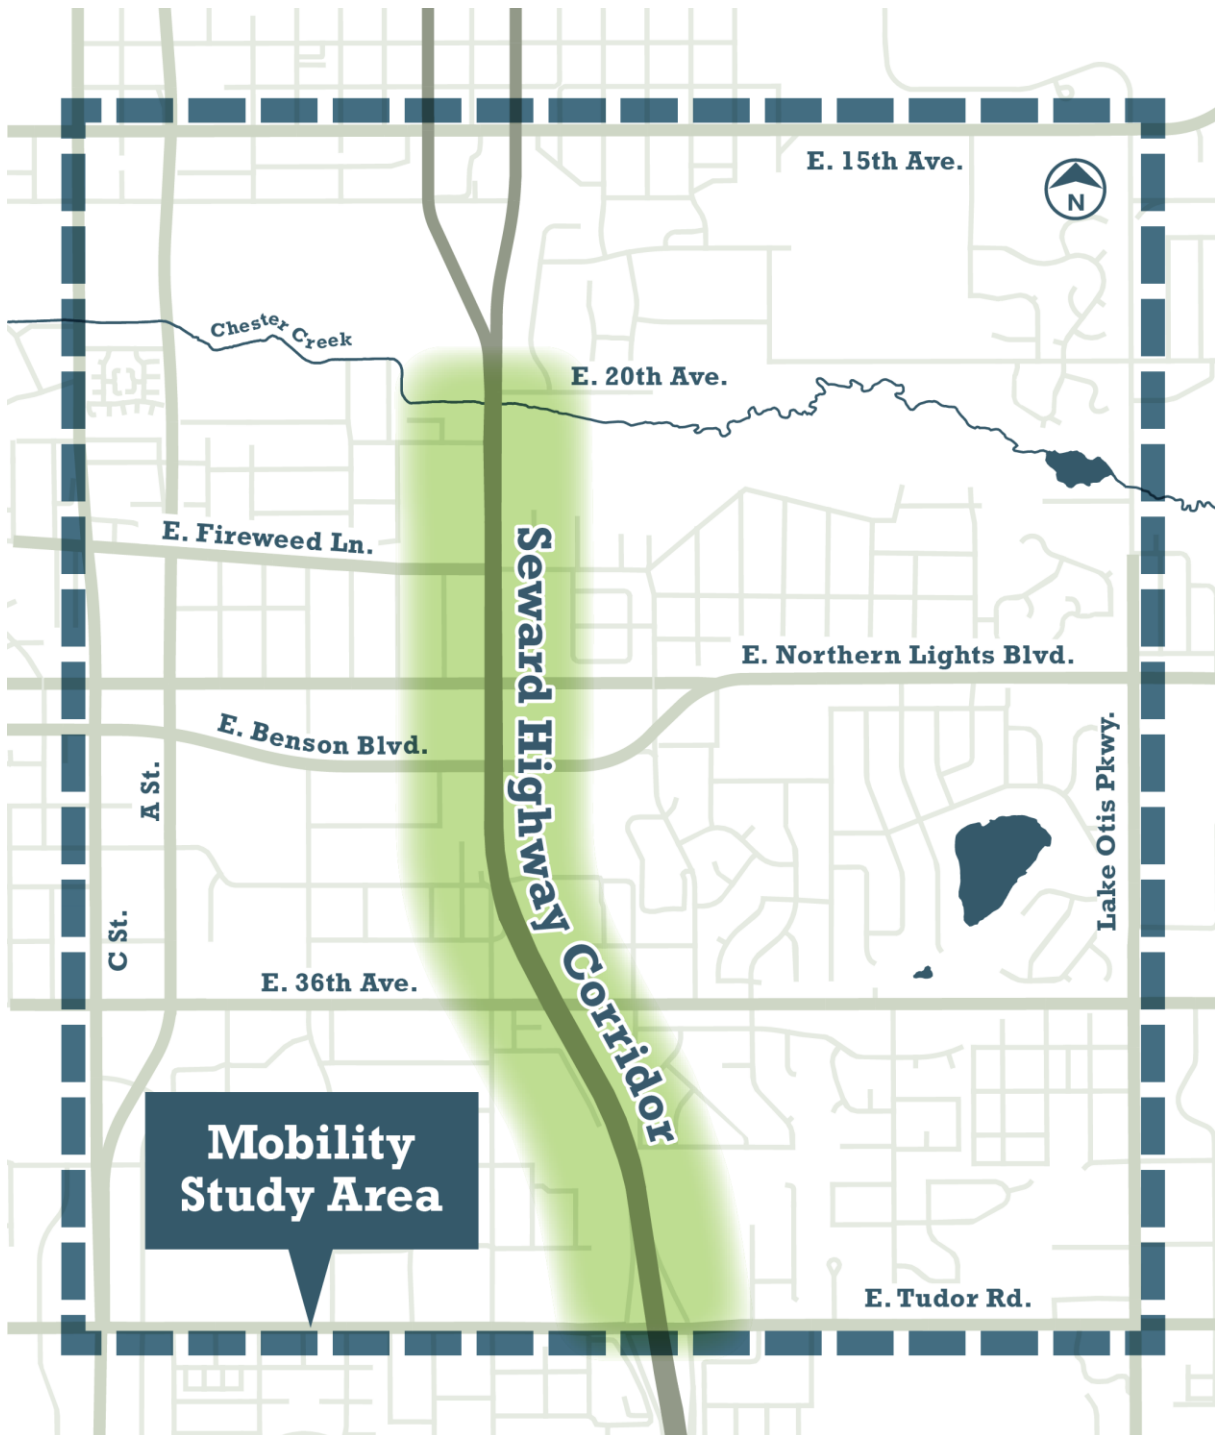 E. 15th Ave.
N
Chester Creek
E. 20th Ave.
E. Fireweed Ln.
Seward Highway Corridor
E. Northern Lights Blvd.
E. Benson Blvd.
A St.
Lake Otis Pkwy.
C St.
E. 36th Ave.
Mobility
Study Area
E. Tudor Rd.